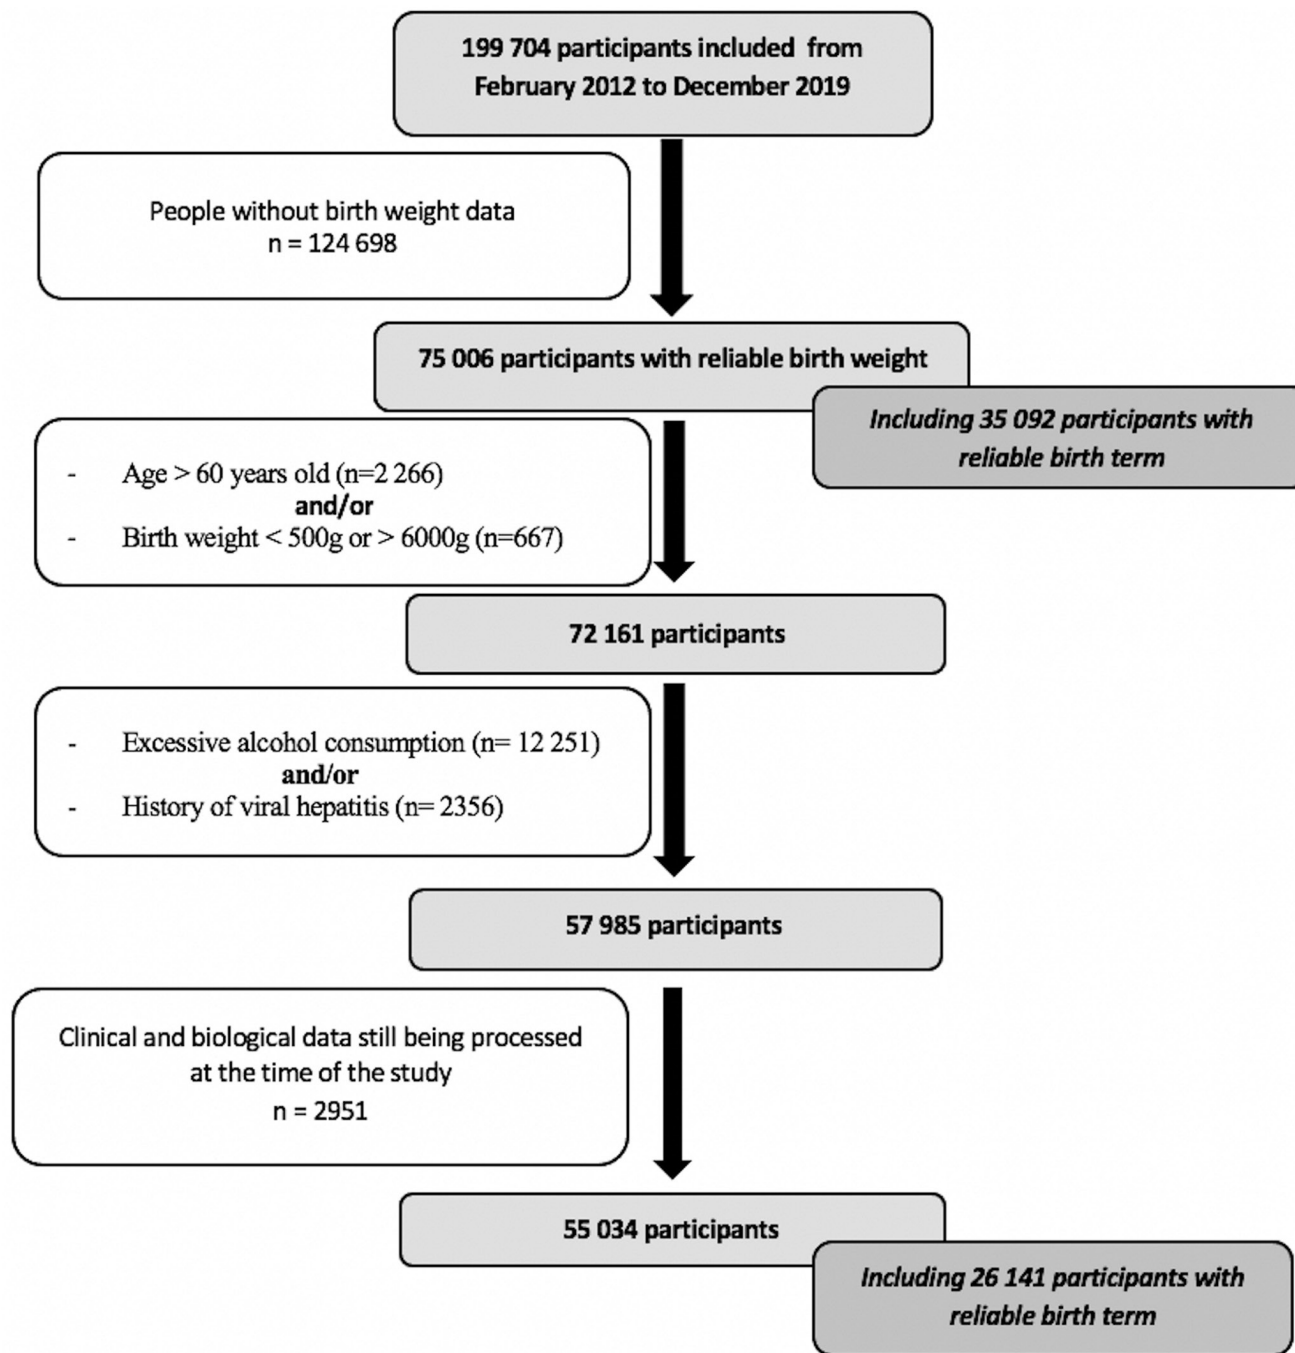 199 704 participants included from
February 2012 to December 2019
People without birth weight data
n = 124 698
75 006 participants with reliable birth weight
Including 35 092 participants with
reliable birth term
- Age > 60 years old (n=2 266)
and/or
- Birth weight < 500g or > 6000g (n=667)
72 161 participants
- Excessive alcohol consumption (n= 12 251)
and/or
- History of viral hepatitis (n= 2356)
57 985 participants
Clinical and biological data still being processed
at the time of the study
n = 2951
55 034 participants
Including 26 141 participants with
reliable birth term